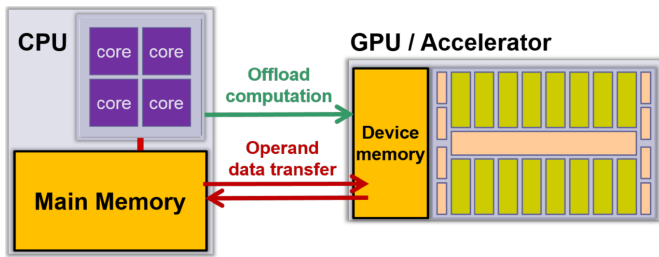 CPU
core
core
core
core
Main Memory
Offload
computation
Operand
data transfer
GPU / Accelerator
Device
memory